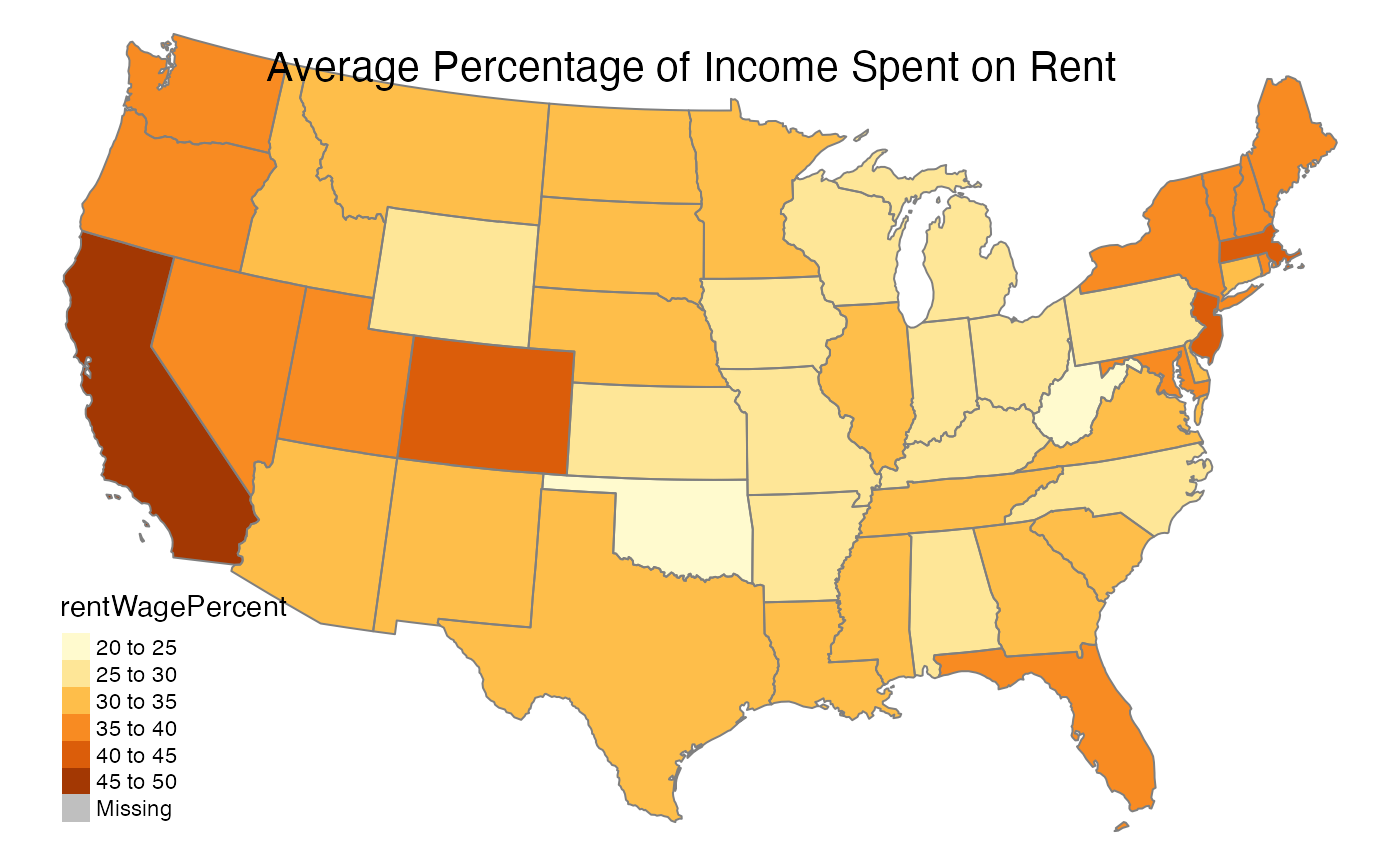 Average Percentage of Income Spent on Rent
rentWagePercent
20 to 25
25 to 30
30 to 35
35 to 40
40 to 45
45 to 50
Missing